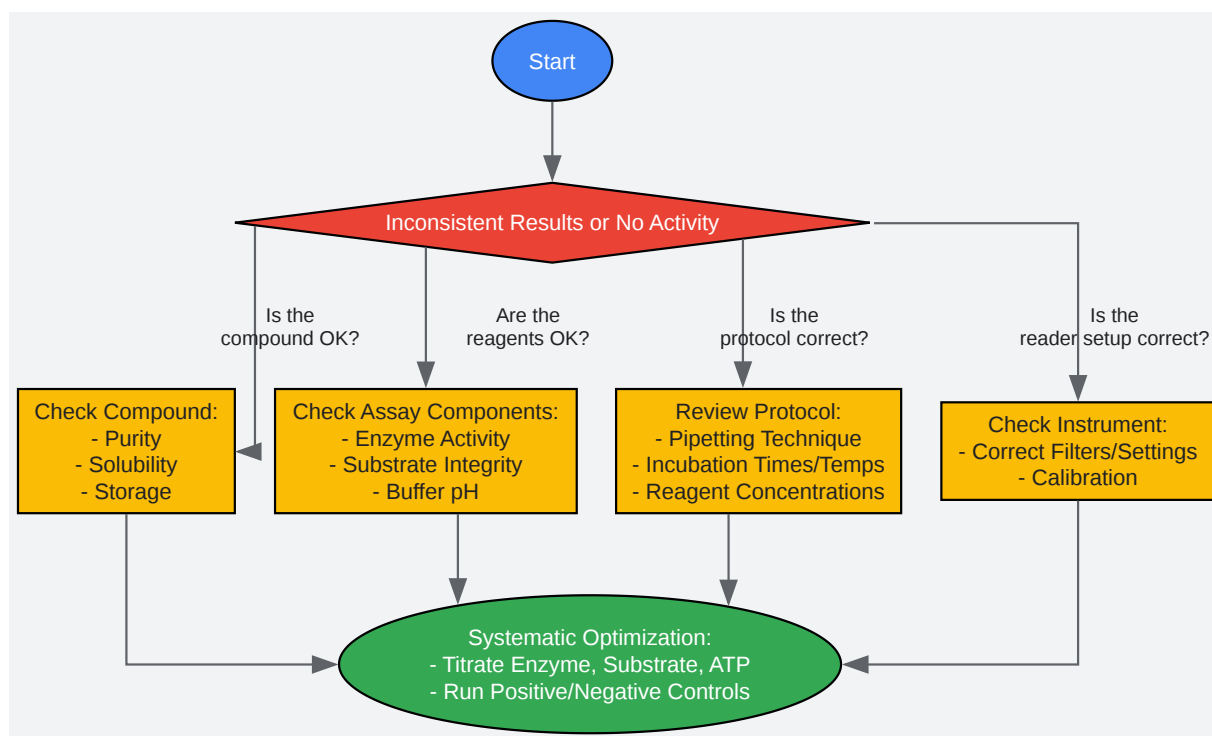 Start
Inconsistent Results or No Activity
Is the
compound OK?
Are the
reagents OK?
Is the
protocol correct?
Is the
reader setup correct?
Check Compound:
- Purity
- Solubility
- Storage
Check Assay Components:
- Enzyme Activity
- Substrate Integrity
- Buffer pH
Review Protocol:
- Pipetting Technique
- Incubation Times/Temps
- Reagent Concentrations
Check Instrument:
- Correct Filters/Settings
- Calibration
Systematic Optimization:
- Titrate Enzyme, Substrate, ATP
- Run Positive/Negative Controls